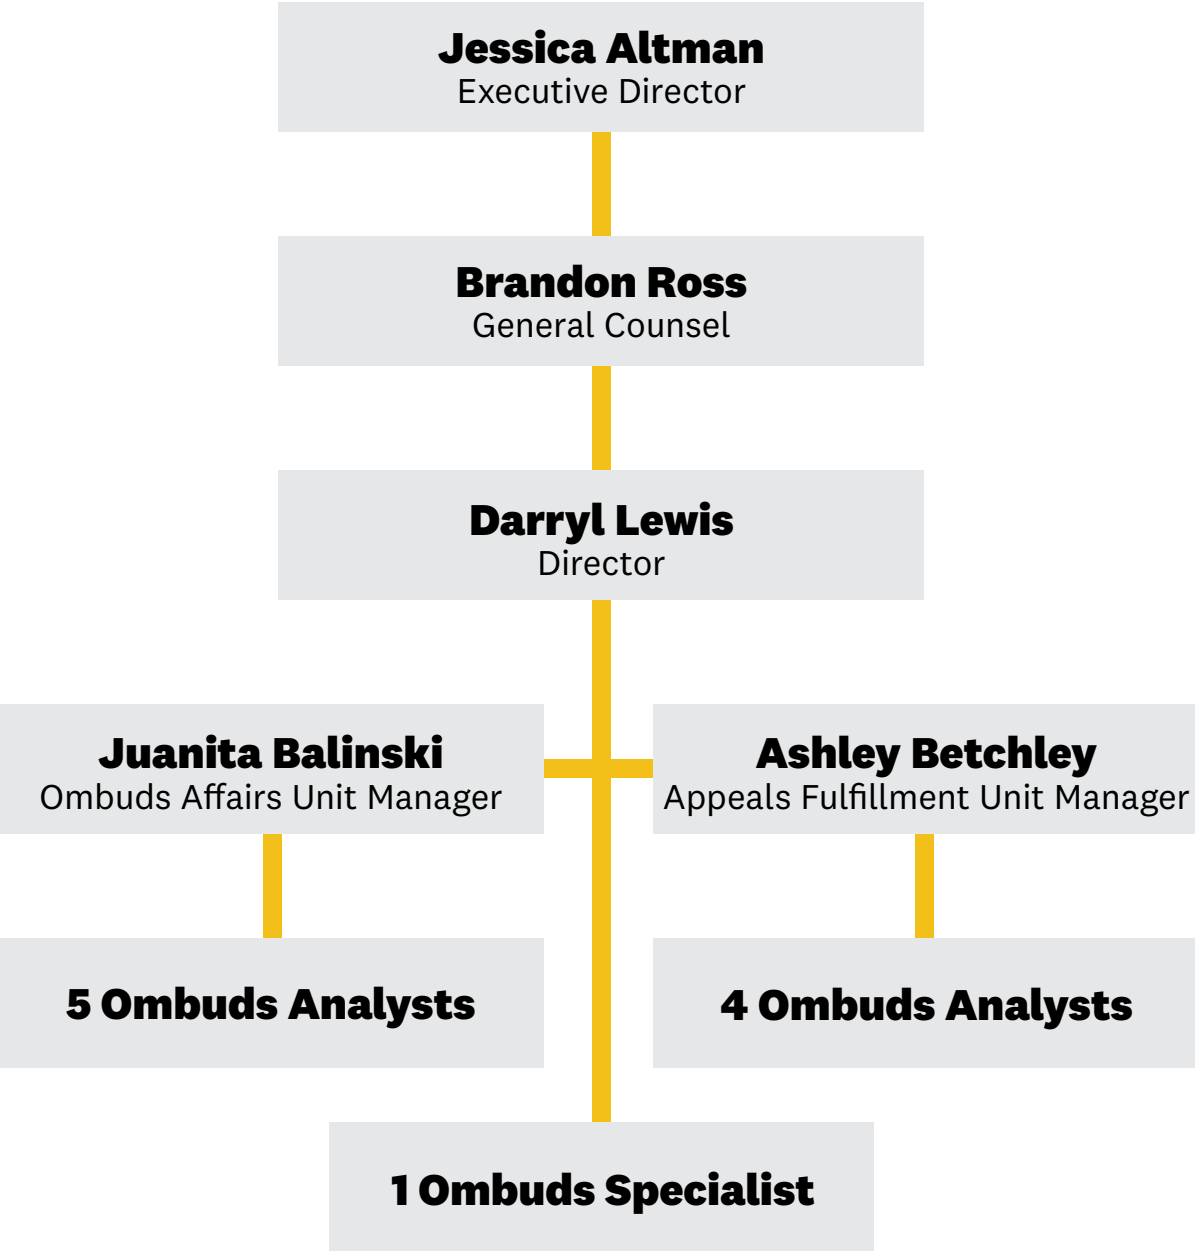 Jessica Altman
Executive Director
Brandon Ross
General Counsel
Darryl Lewis
Director
Juanita Balinski
Ombuds Affairs Unit Manager
Ashley Betchley
Appeals Fulfillment Unit Manager
5 Ombuds Analysts
4 Ombuds Analysts
1 Ombuds Specialist